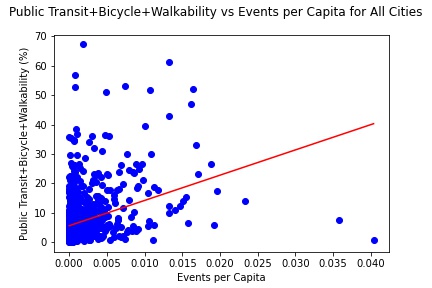 Public Transit+Bicycle+Walkability vs Events per Capita for All Cities
Public Transit+Bicycle+Walkability (%)
70
60
50
40
30
20
10
0
0.000 0.005 0.010 0.015 0.020 0.025 0.030 0.035 0.040
Events per Capita